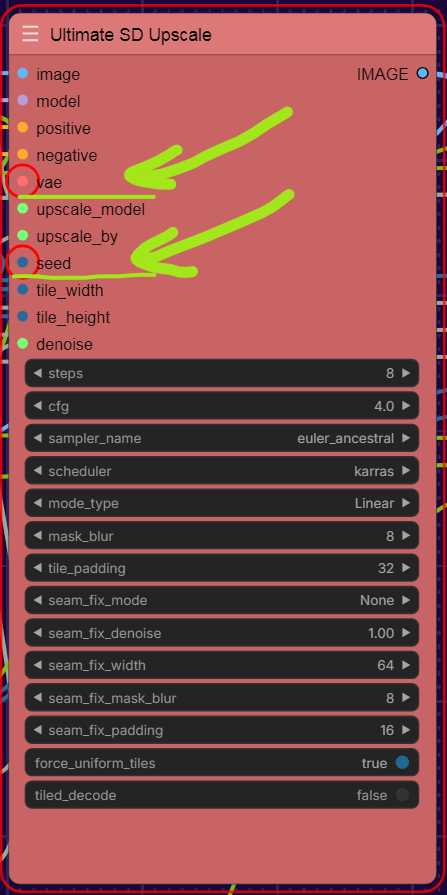 Ultimate SD Upscale
image IMAGE
model
positive
negative
vae
upscale_model
upscale_by
seed
tile_width
tile_height
denoise
steps 8
cfg 4.0
sampler_name euler_ancestral
scheduler karras
mode_type Linear
mask_blur 8
tile_padding 32
seam_fix_mode None
seam_fix_denoise 1.00
seam_fix_width 64
seam_fix_mask_blur 8
seam_fix_padding 16
force_uniform_tiles true
tiled_decode false